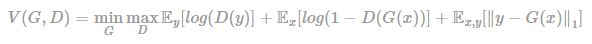 V(G, D) = min_G max_D 𝔼_y[log(D(y)] + 𝔼_x[log(1 − D(G(x))] + 𝔼_{x,y}[‖y − G(x)‖_1]